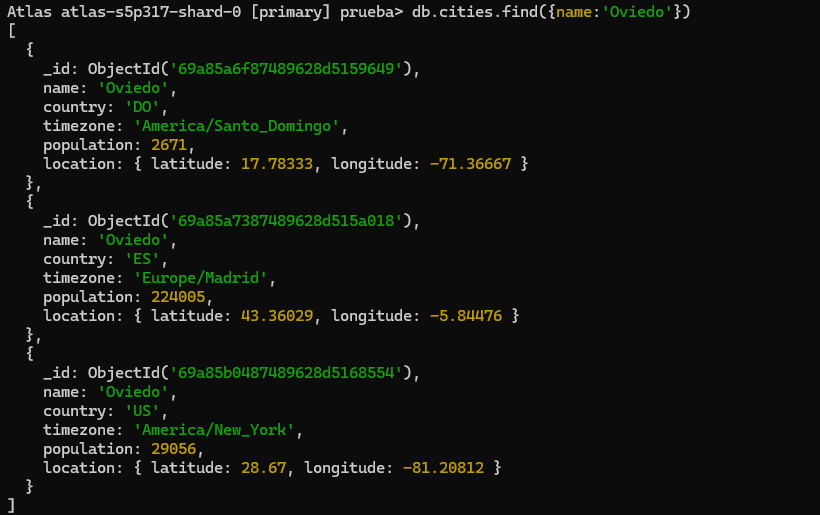 Atlas atlas-s5p317-shard-0 [primary] prueba> db.cities.find({name:'Oviedo'})
[
  {
    _id: ObjectId('69a85a6f87489628d5159649'),
    name: 'Oviedo',
    country: 'DO',
    timezone: 'America/Santo_Domingo',
    population: 2671,
    location: { latitude: 17.78333, longitude: -71.36667 }
  },
  {
    _id: ObjectId('69a85a7387489628d515a018'),
    name: 'Oviedo',
    country: 'ES',
    timezone: 'Europe/Madrid',
    population: 224005,
    location: { latitude: 43.36029, longitude: -5.84476 }
  },
  {
    _id: ObjectId('69a85b0487489628d5168554'),
    name: 'Oviedo',
    country: 'US',
    timezone: 'America/New_York',
    population: 29056,
    location: { latitude: 28.67, longitude: -81.20812 }
  }
]